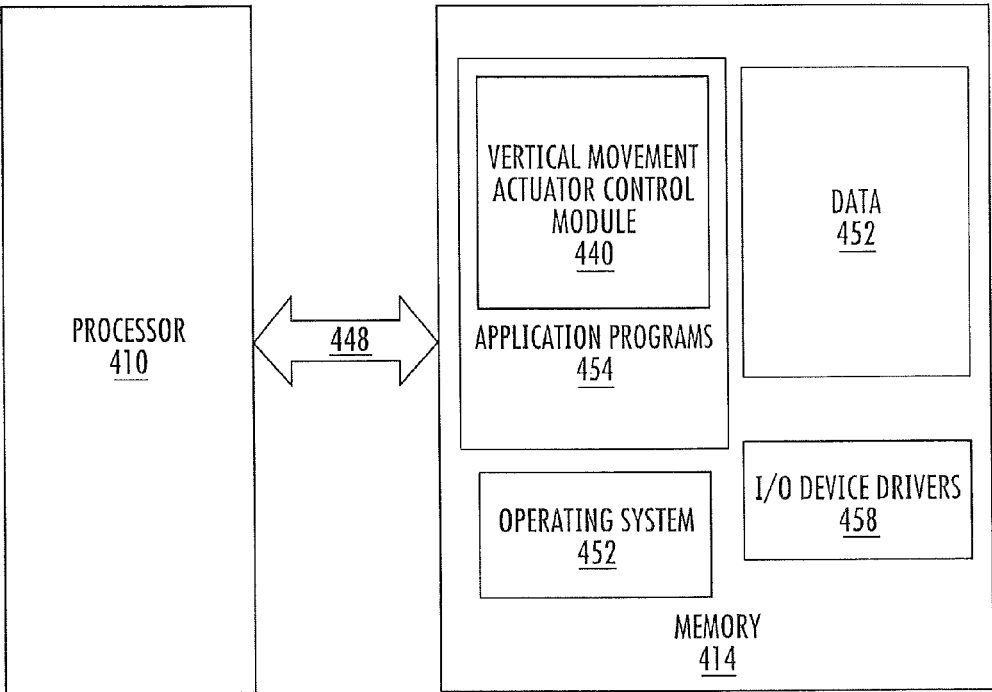 PROCESSOR
410
448
VERTICAL MOVEMENT
ACTUATOR CONTROL
MODULE
440
APPLICATION PROGRAMS
454
DATA
452
OPERATING SYSTEM
452
I/O DEVICE DRIVERS
458
MEMORY
414